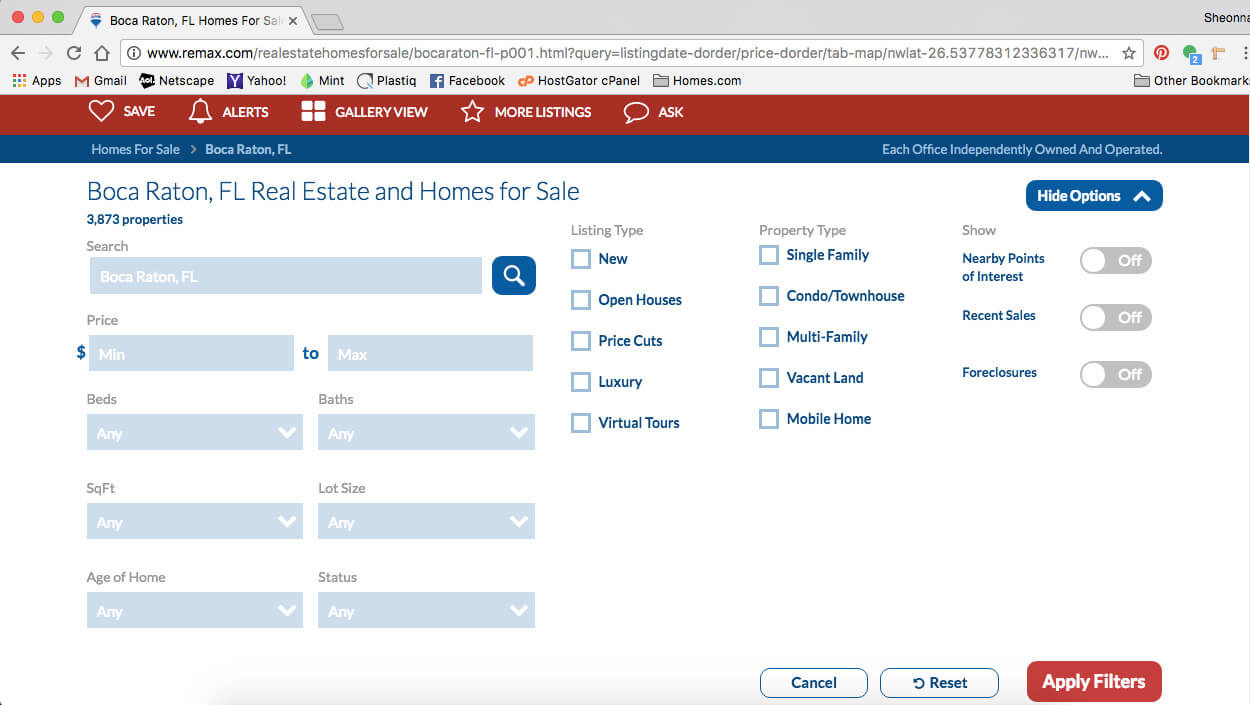 Boca Raton, FL Homes For Sal
Sheonna
www.remax.com/realestatehomesforsale/bocaraton-fl-p001.html?query=listingdate-dorder/price-dorder/tab-map/nwlat-26.53778312336317/nw...
2
Apps Gmail Aol. Netscape Yahoo! Mint Plastiq Facebook HostGator cPanel Homes.com Other Bookmark
SAVE ALERTS GALLERY VIEW MORE LISTINGS ASK
Homes For Sale > Boca Raton, FL Each Office Independently Owned And Operated.
Boca Raton, FL Real Estate and Homes for Sale
Hide Options
3,873 properties
Search
Boca Raton, FL
Price
$ Min to Max
Beds Baths
Any Any
SqFt Lot Size
Any Any
Age of Home Status
Any Any
Listing Type
New
Open Houses
Price Cuts
Luxury
Virtual Tours
Property Type
Single Family
Condo/Townhouse
Multi-Family
Vacant Land
Mobile Home
Show
Nearby Points
of Interest Off
Recent Sales Off
Foreclosures Off
Cancel Reset Apply Filters